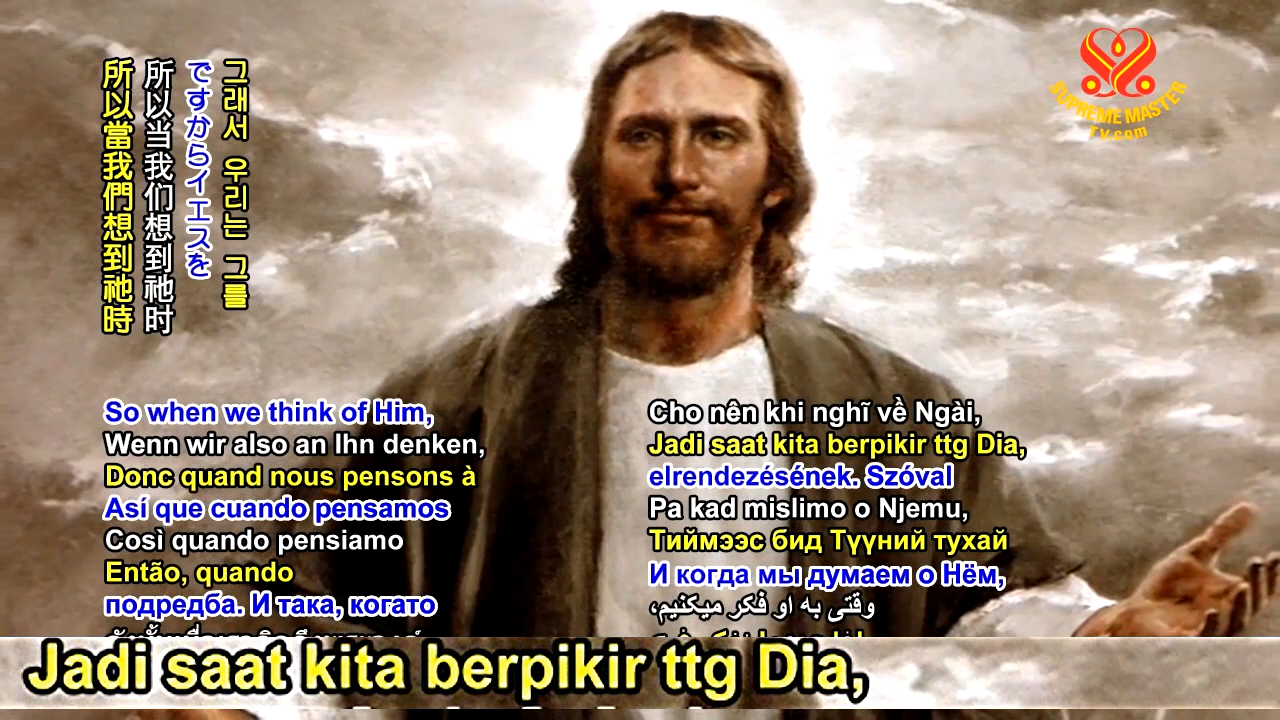 그래서 우리는 그를
ですからイエスを
所以当我们想到祂时
所以當我們想到祂時
SUPREME MASTER
TV.com
So when we think of Him,
Wenn wir also an Ihn denken,
Donc quand nous pensons à
Así que cuando pensamos
Così quando pensiamo
Então, quando
подредба. И така, когато
Cho nên khi nghĩ về Ngài,
Jadi saat kita berpikir ttg Dia,
elrendezésének. Szóval
Pa kad mislimo o Njemu,
Тиймээс бид Түүний тухай
И когда мы думаем о Нём,
وقتی به او فکر میکنیم،
Jadi saat kita berpikir ttg Dia,